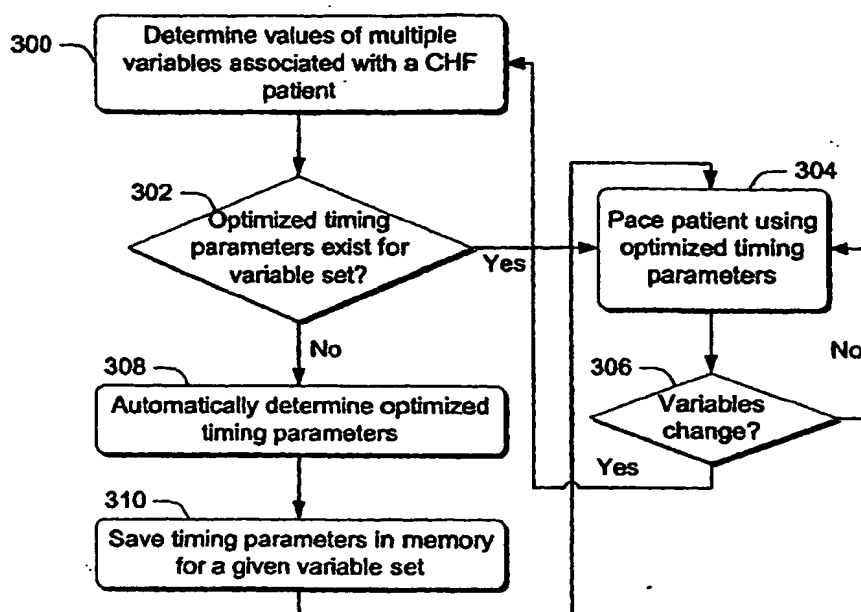 300
Determine values of multiple
variables associated with a CHF
patient
302
Optimized timing
parameters exist for
variable set?
Yes
No
304
Pace patient using
optimized timing
parameters
306
Variables
change?
No
Yes
308
Automatically determine optimized
timing parameters
310
Save timing parameters in memory
for a given variable set